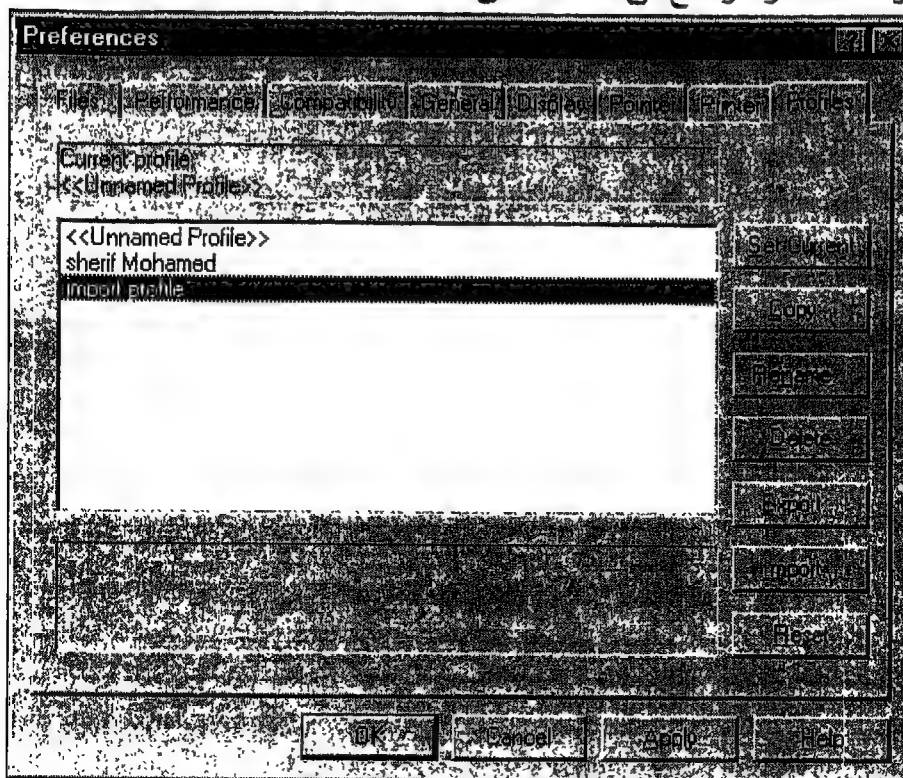 Preferences
Files Performance Compatibility General Display Pointer Printer Profiles
Current profile:
<<Unnamed Profile>>
<<Unnamed Profile>>
sherif Mohamed
Import profile
Set Current
Copy
Rename
Delete
Export
Import
Reset
OK Cancel Apply Help